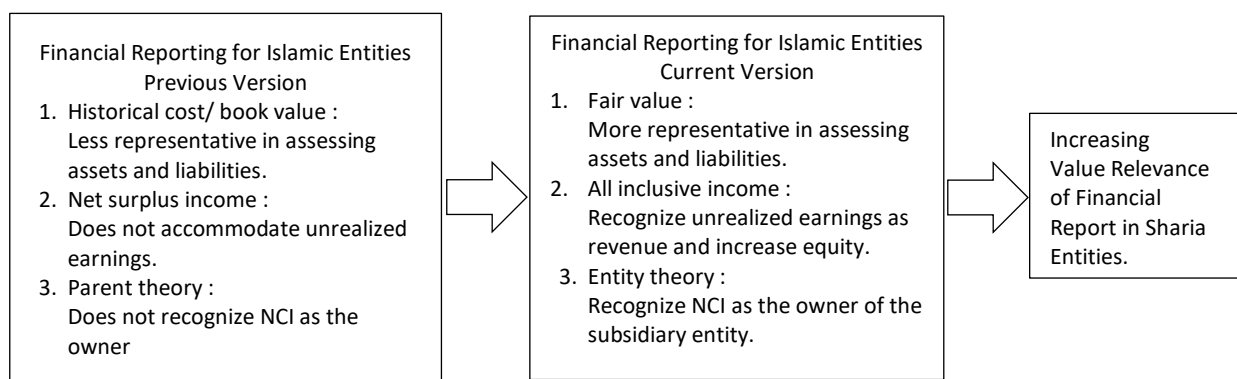 Financial Reporting for Islamic Entities
Previous Version
1. Historical cost/ book value :
Less representative in assessing
assets and liabilities.
2. Net surplus income :
Does not accommodate unrealized
earnings.
3. Parent theory :
Does not recognize NCI as the
owner
Financial Reporting for Islamic Entities
Current Version
1. Fair value :
More representative in assessing
assets and liabilities.
2. All inclusive income :
Recognize unrealized earnings as
revenue and increase equity.
3. Entity theory :
Recognize NCI as the owner of the
subsidiary entity.
Increasing
Value Relevance
of Financial
Report in Sharia
Entities.